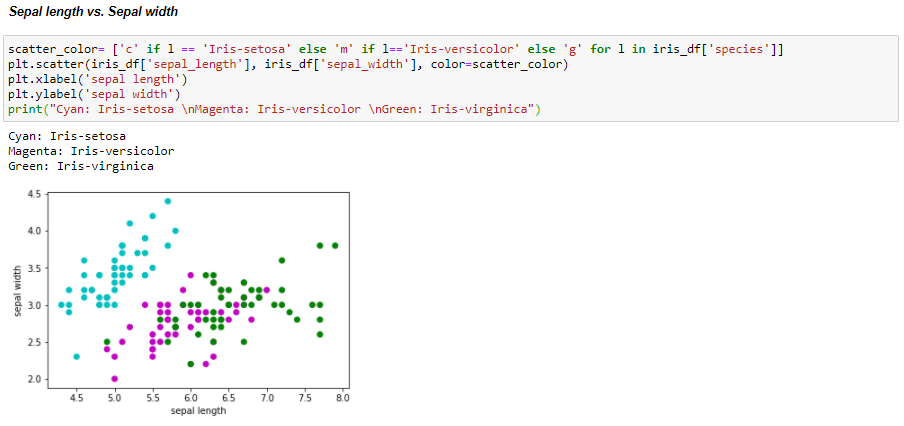 Sepal length vs. Sepal width
scatter_color= ['c' if l == 'Iris-setosa' else 'm' if l=='Iris-versicolor' else 'g' for l in iris_df['species']]
plt.scatter(iris_df['sepal_length'], iris_df['sepal_width'], color=scatter_color)
plt.xlabel('sepal length')
plt.ylabel('sepal width')
print("Cyan: Iris-setosa \nMagenta: Iris-versicolor \nGreen: Iris-virginica")
Cyan: Iris-setosa
Magenta: Iris-versicolor
Green: Iris-virginica
4.5
4.0
3.5
3.0
2.5
2.0
sepal width
4.5 5.0 5.5 6.0 6.5 7.0 7.5 8.0
sepal length